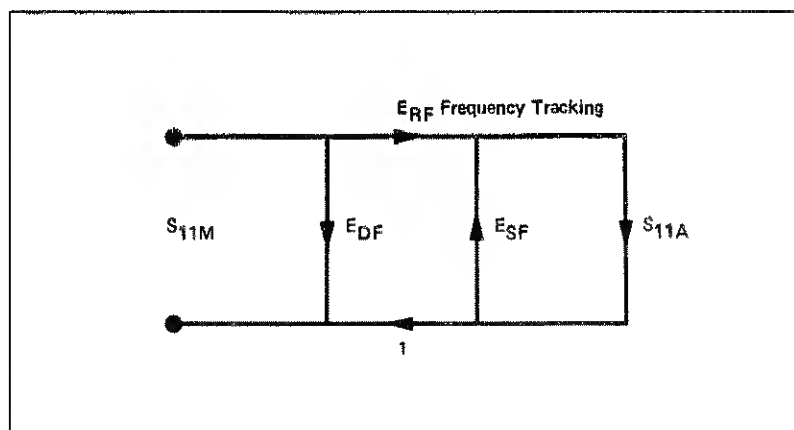 E_RF Frequency Tracking
S_11M
E_DF
E_SF
S_11A
1